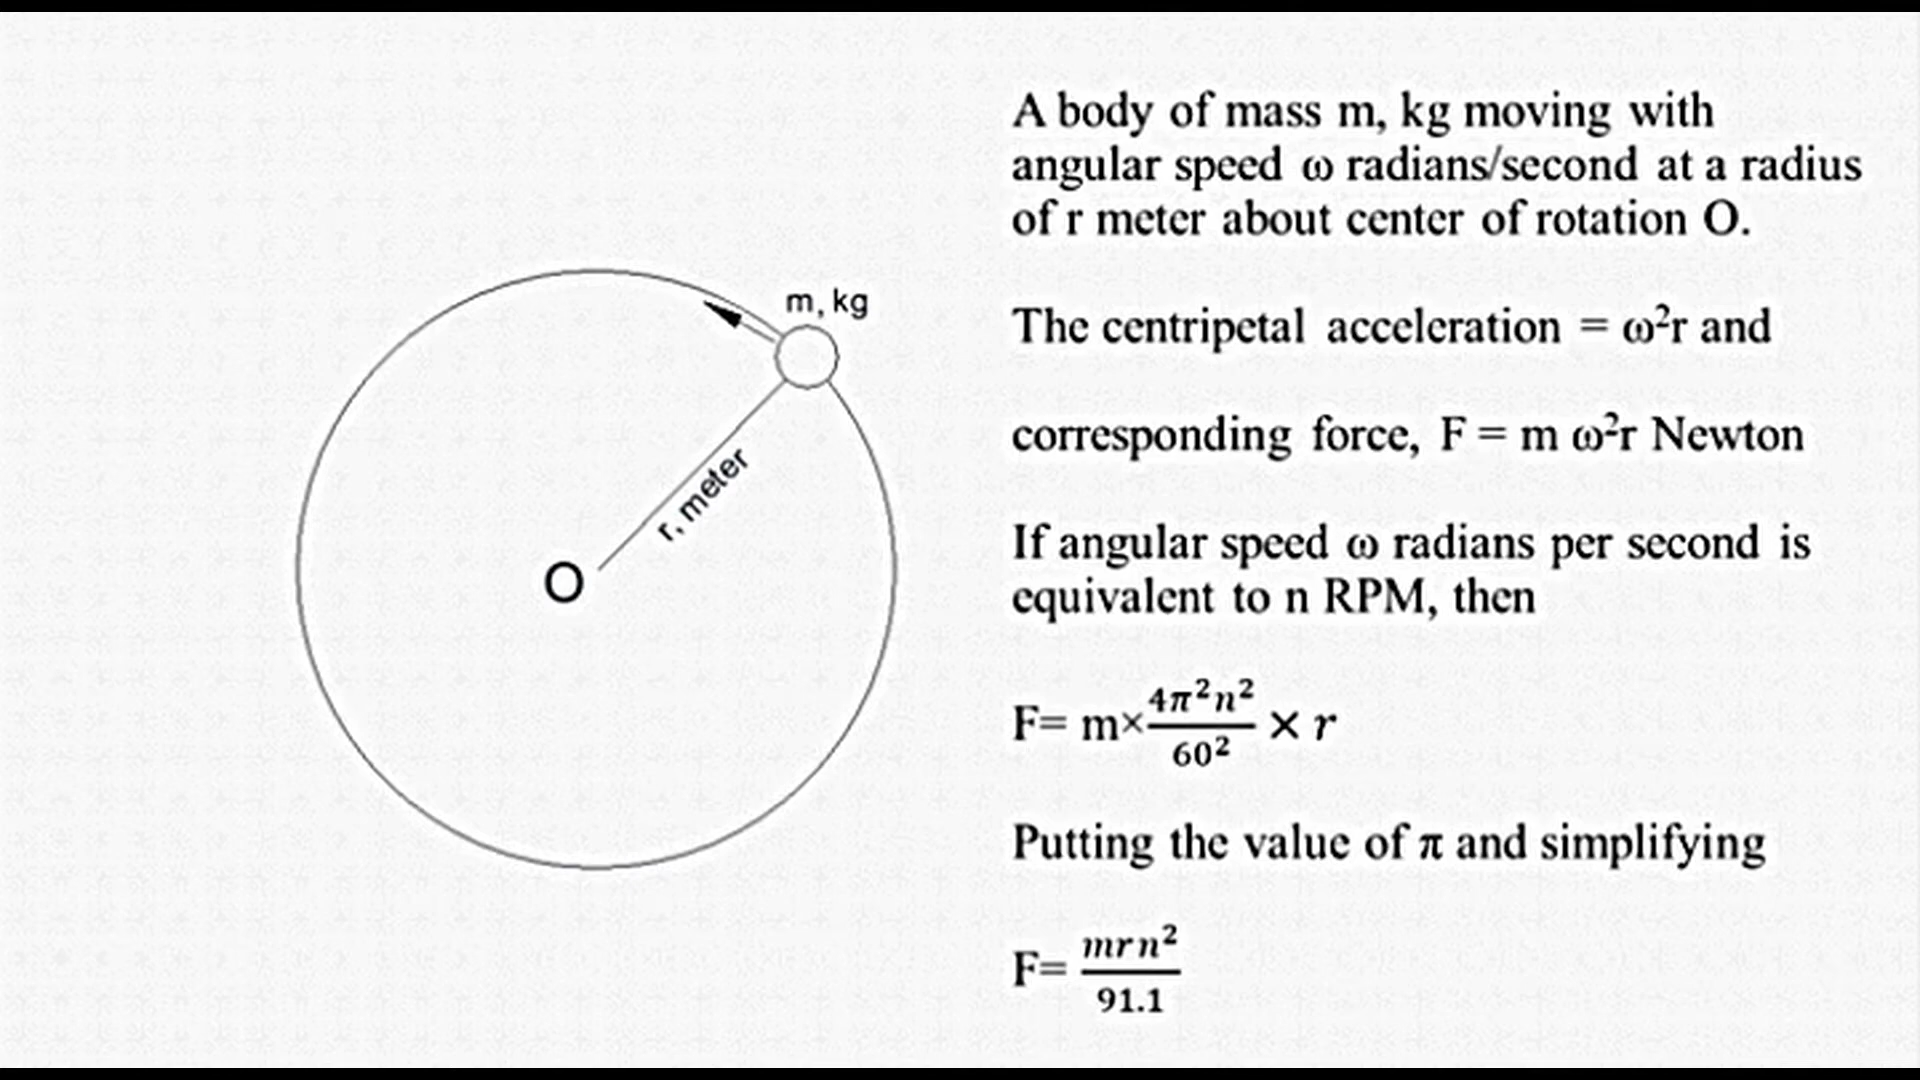 A body of mass m, kg moving with
angular speed ω radians/second at a radius
of r meter about center of rotation O.
The centripetal acceleration = ω²r and
corresponding force, F = m ω²r Newton
If angular speed ω radians per second is
equivalent to n RPM, then
F= m×4π²n²/60² × r
Putting the value of π and simplifying
F= mrn²/91.1
m, kg
r, meter
O